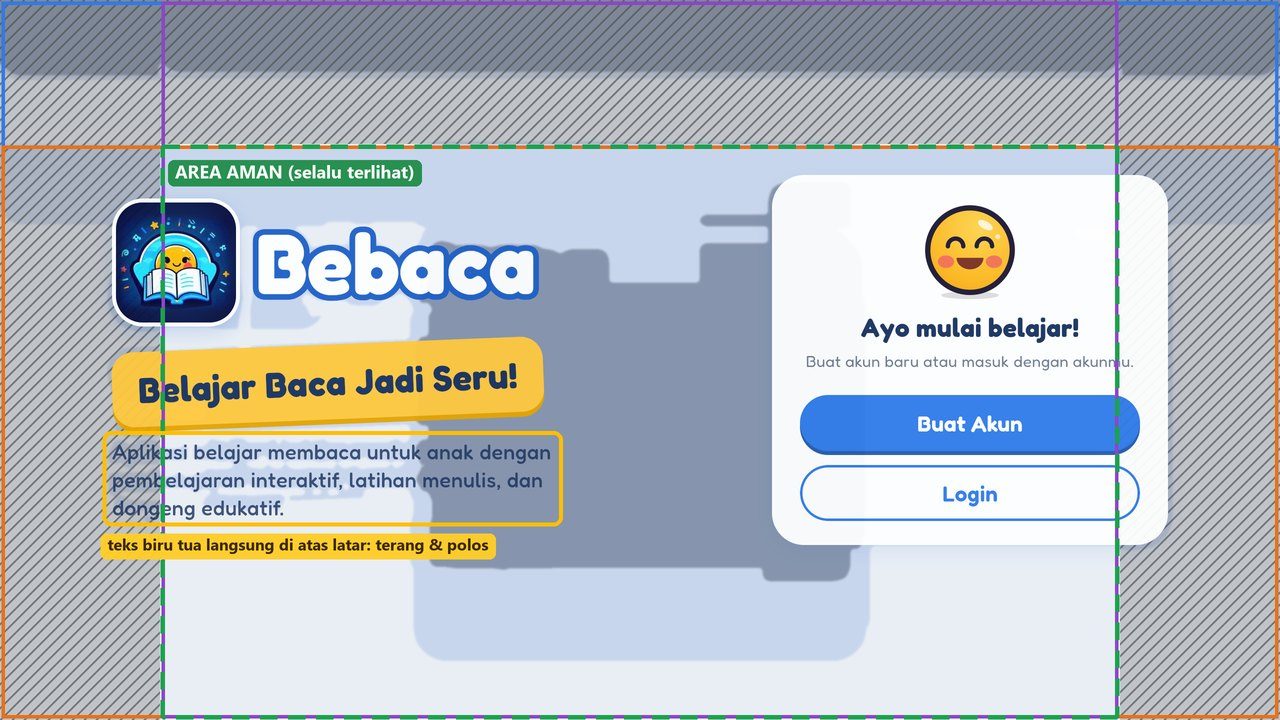 AREA AMAN (selalu terlihat)
Bebaca
Belajar Baca Jadi Seru!
Aplikasi belajar membaca untuk anak dengan
pembelajaran interaktif, latihan menulis, dan
dongeng edukatif.
teks biru tua langsung di atas latar: terang & polos
Ayo mulai belajar!
Buat akun baru atau masuk dengan akunmu.
Buat Akun
Login